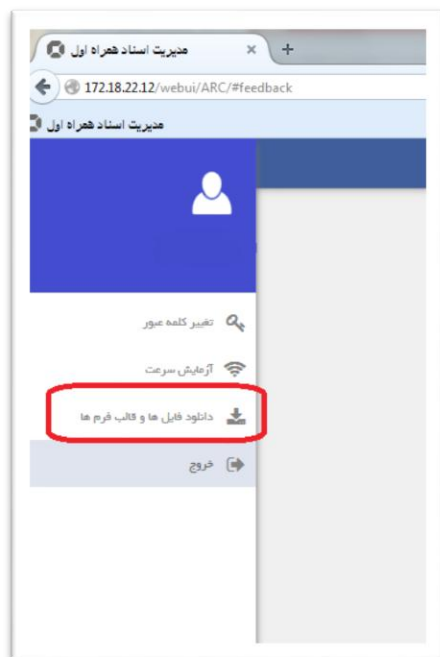 مدیریت اسناد همراه اول
172.18.22.12/webui/ARC/#feedback
مدیریت اسناد همراه اول
تغییر کلمه عبور
آزمایش سرعت
دانلود فایل ها و قالب فرم ها
خروج